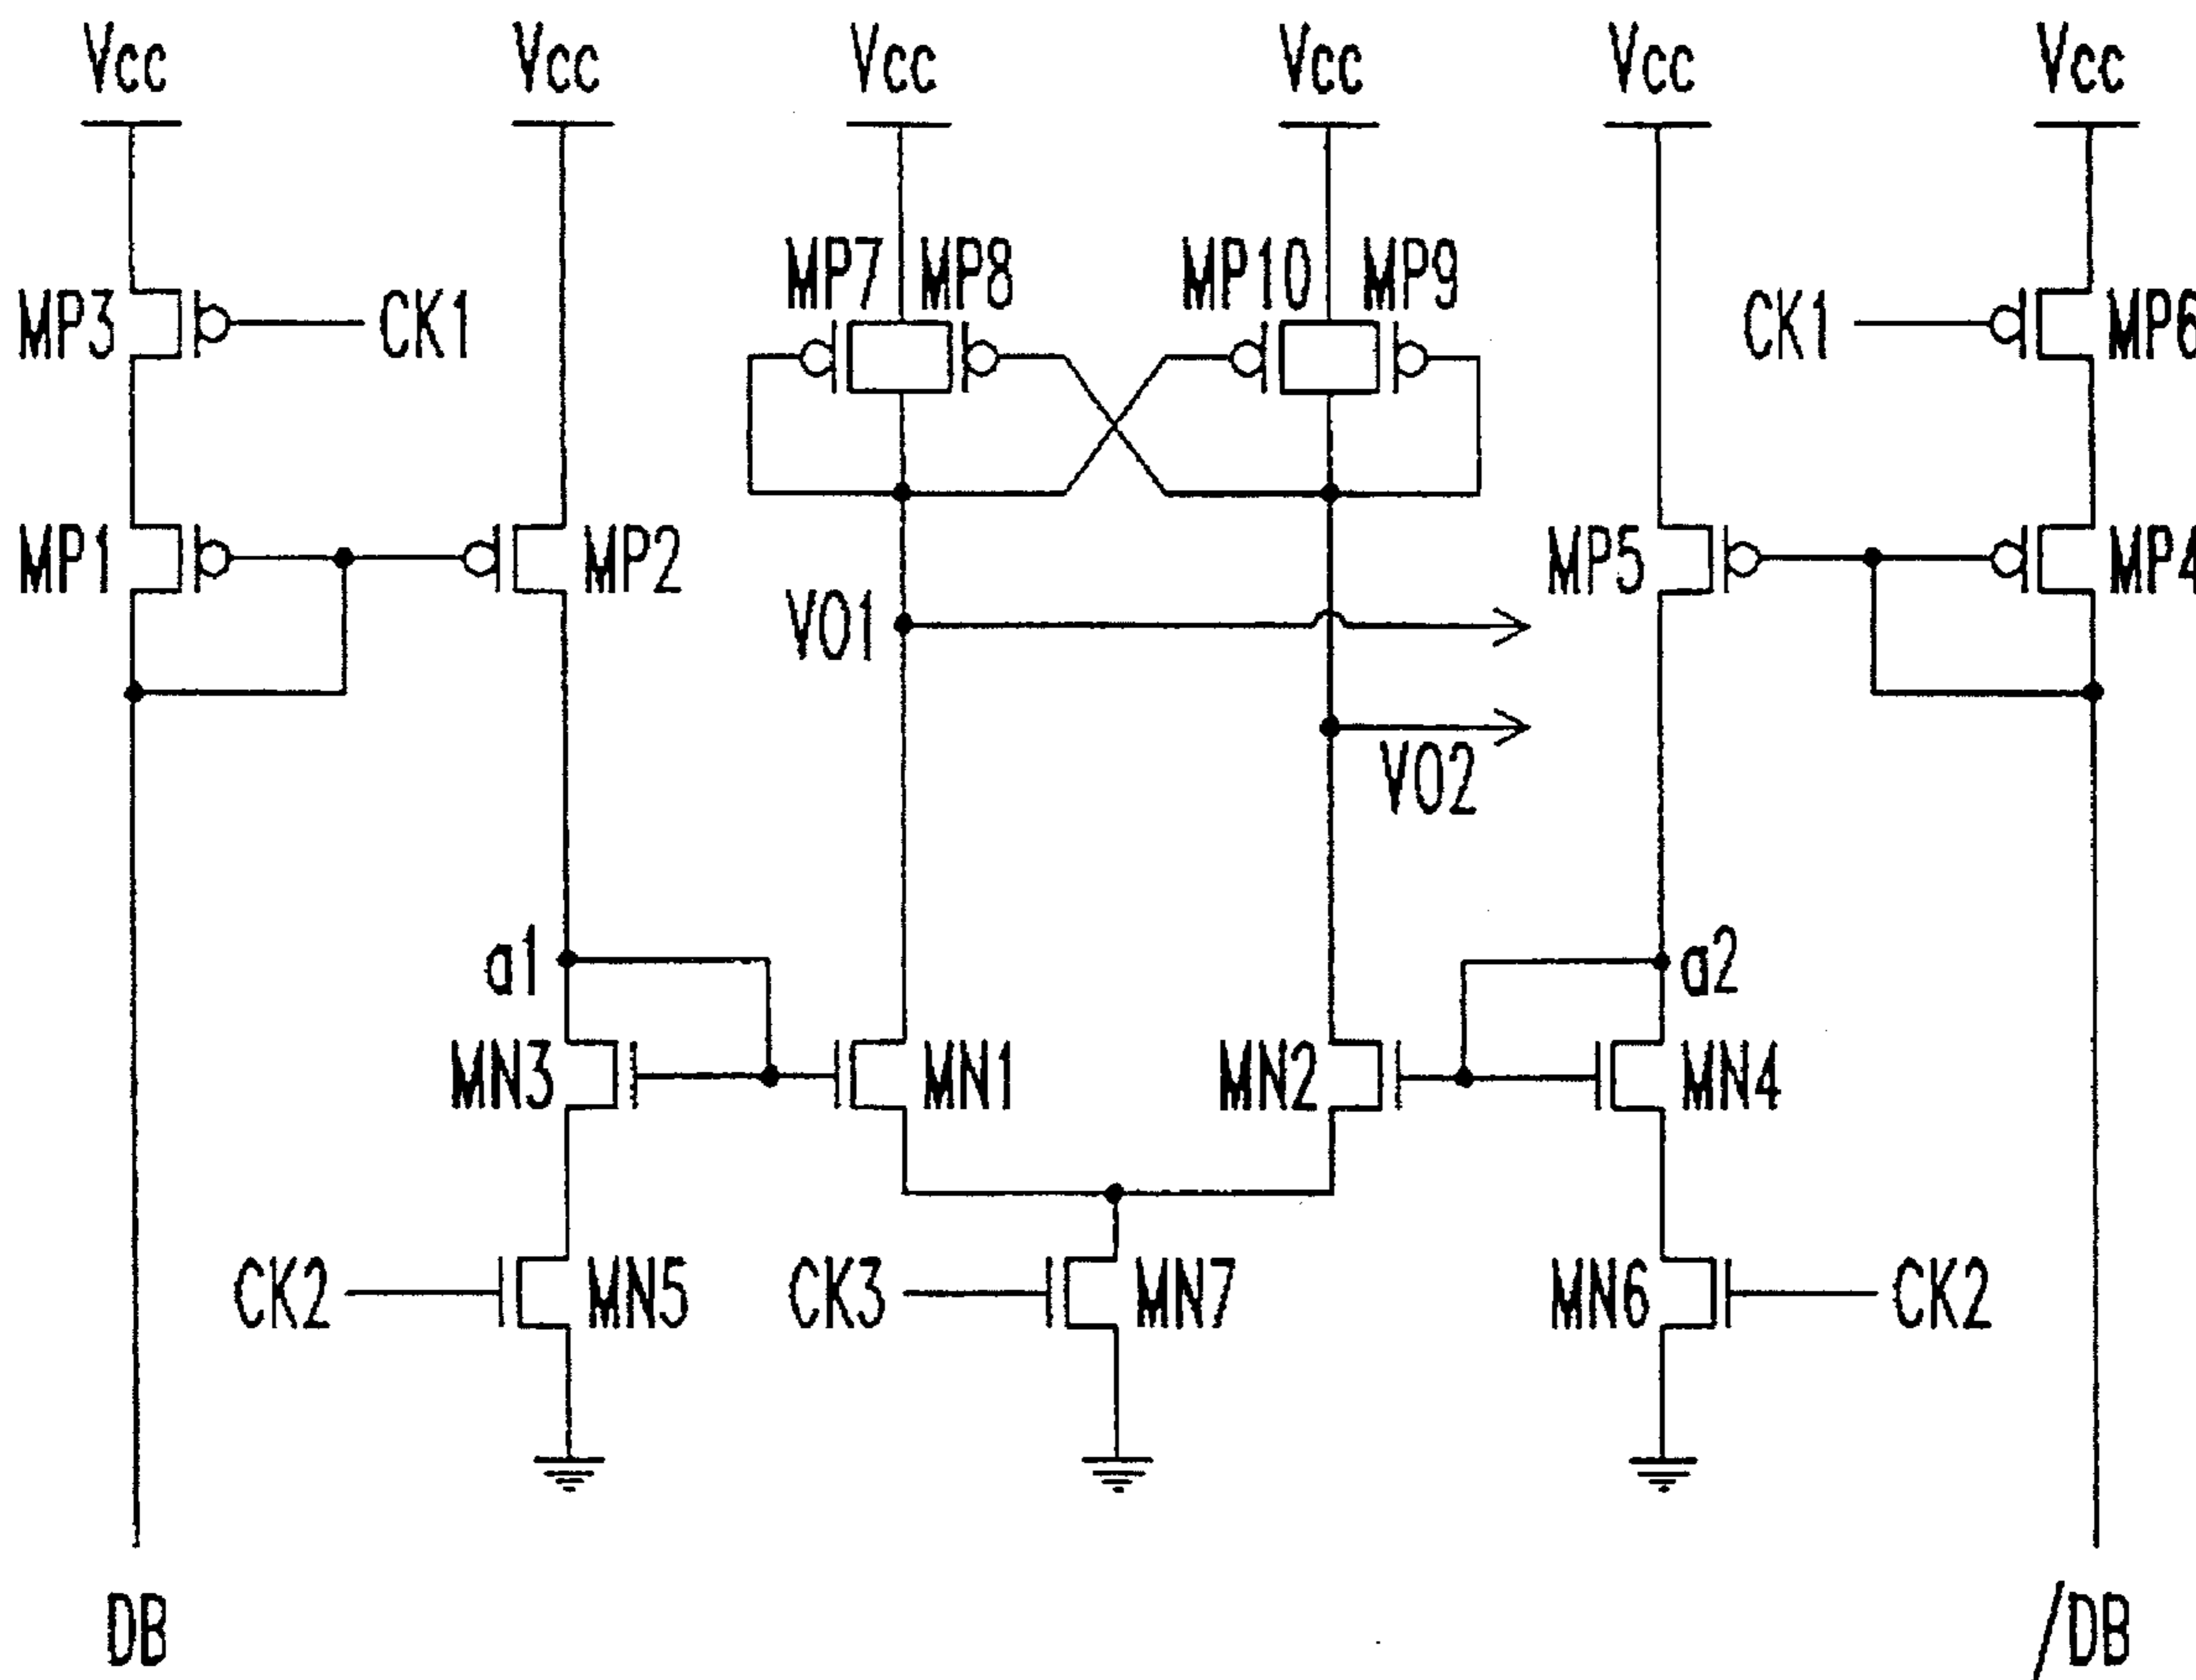 Vcc Vcc Vcc Vcc Vcc Vcc
MP7 MP8 MP10 MP9
MP3 CK1 CK1 MP6
MP1 MP2 MP5 MP4
VO1
VO2
a1 a2
MN3 MN1 MN2 MN4
CK2 MN5 CK3 MN7 MN6 CK2
DB /DB